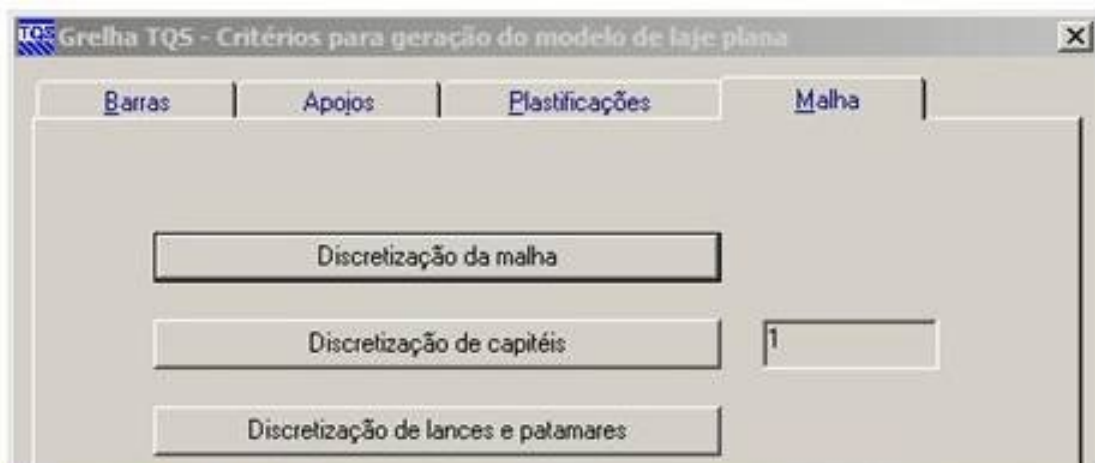 TQS Grelha TQS - Critérios para geração do modelo de laje plana
Barras Apoios Plastificações Malha
Discretização da malha
Discretização de capitéis 1
Discretização de lances e patamares